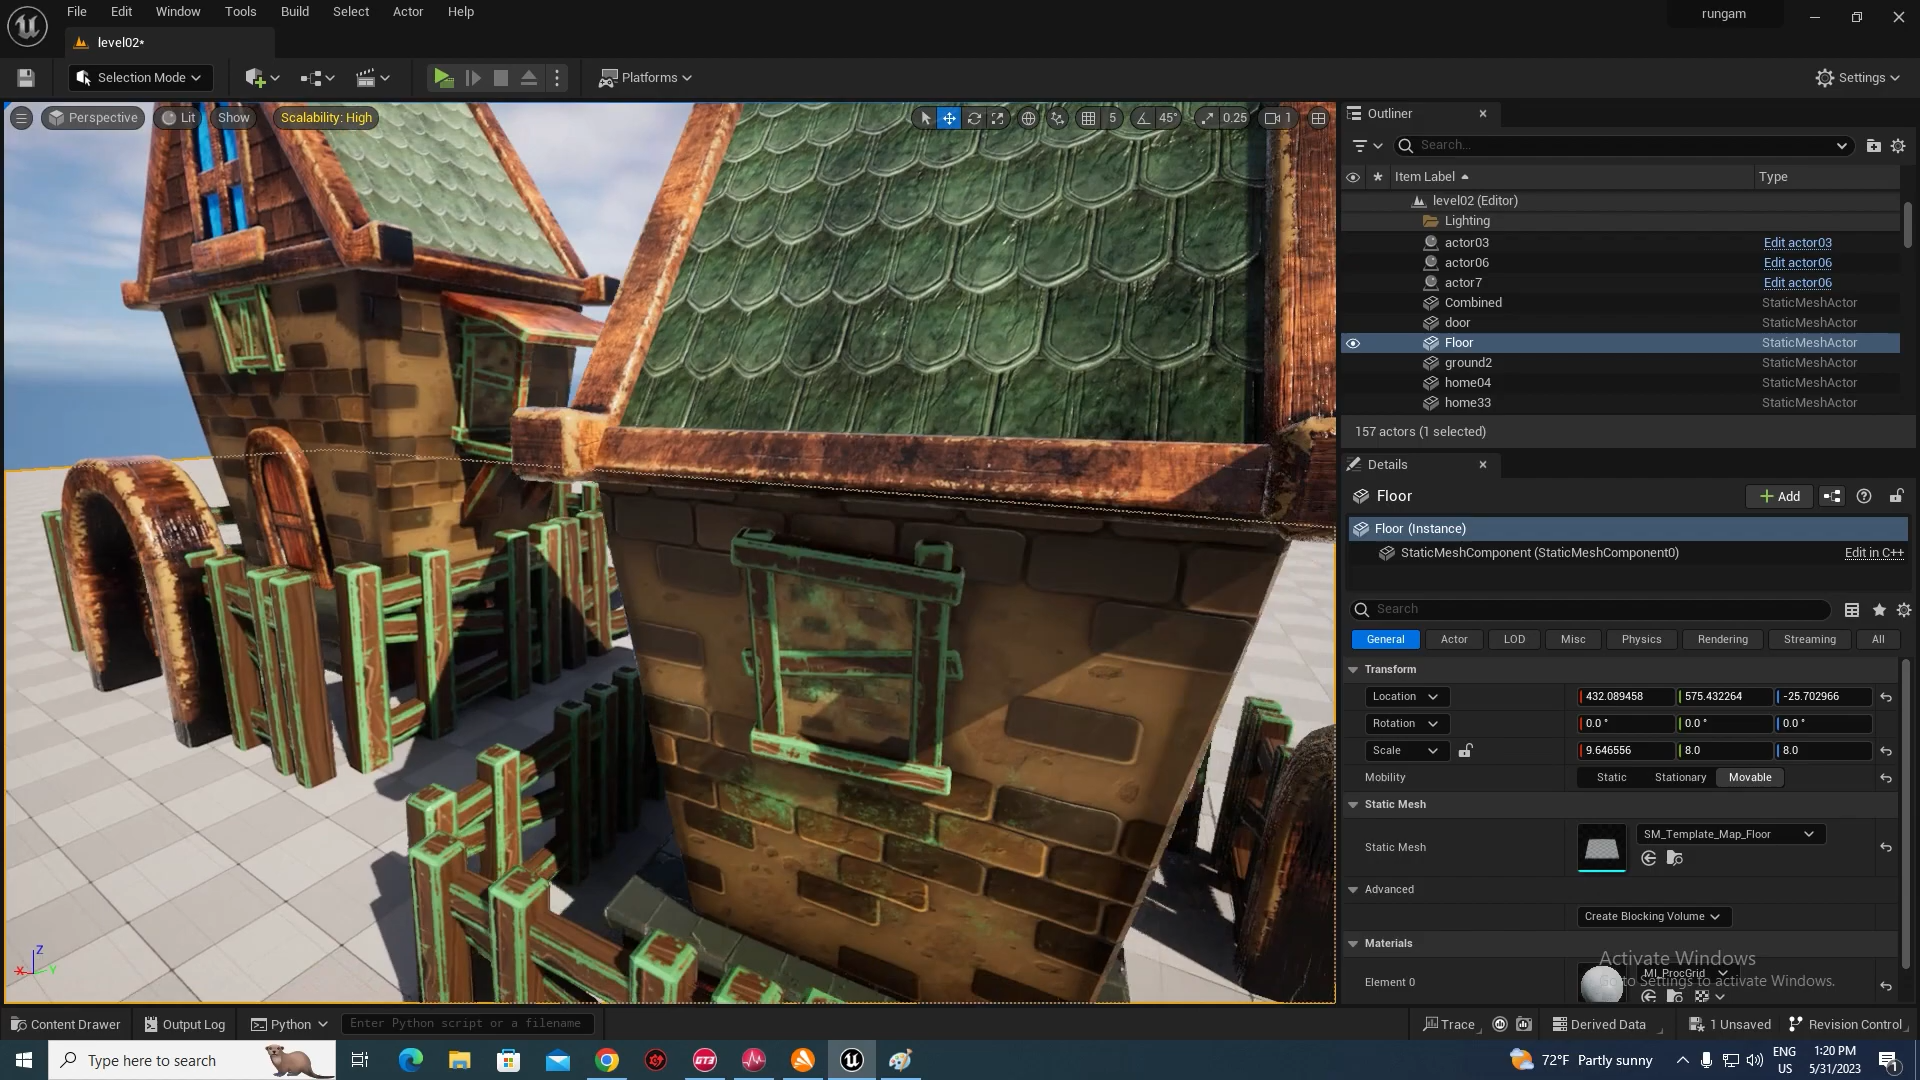 File Edit Window Tools Build Select Actor Help
rungam
level02*
Selection Mode
Platforms
Settings
Perspective Lit Show Scalability: High
5 45° 0.25 1
Outliner
Search...
Item Label Type
level02 (Editor)
Lighting
actor03 Edit actor03
actor06 Edit actor06
actor7 Edit actor06
Combined StaticMeshActor
door StaticMeshActor
Floor StaticMeshActor
ground2 StaticMeshActor
home04 StaticMeshActor
home33 StaticMeshActor
157 actors (1 selected)
Details
Floor
Add
Floor (Instance)
StaticMeshComponent (StaticMeshComponent0) Edit in C++
Search
General Actor LOD Misc Physics Rendering Streaming All
Transform
Location 432.089458 575.432264 -25.702966
Rotation 0.0 ° 0.0 ° 0.0 °
Scale 9.646556 8.0 8.0
Mobility Static Stationary Movable
Static Mesh
Static Mesh SM_Template_Map_Floor
Advanced
Create Blocking Volume
Materials
Activate Windows
Element 0 MI_ProcGrid
Go to Settings to activate Windows.
Z
X Y
Content Drawer Output Log Python Enter Python script or a filename Trace Derived Data 1 Unsaved Revision Control
Type here to search GT3 72°F Partly sunny ENG 1:20 PM
US 5/31/2023 1